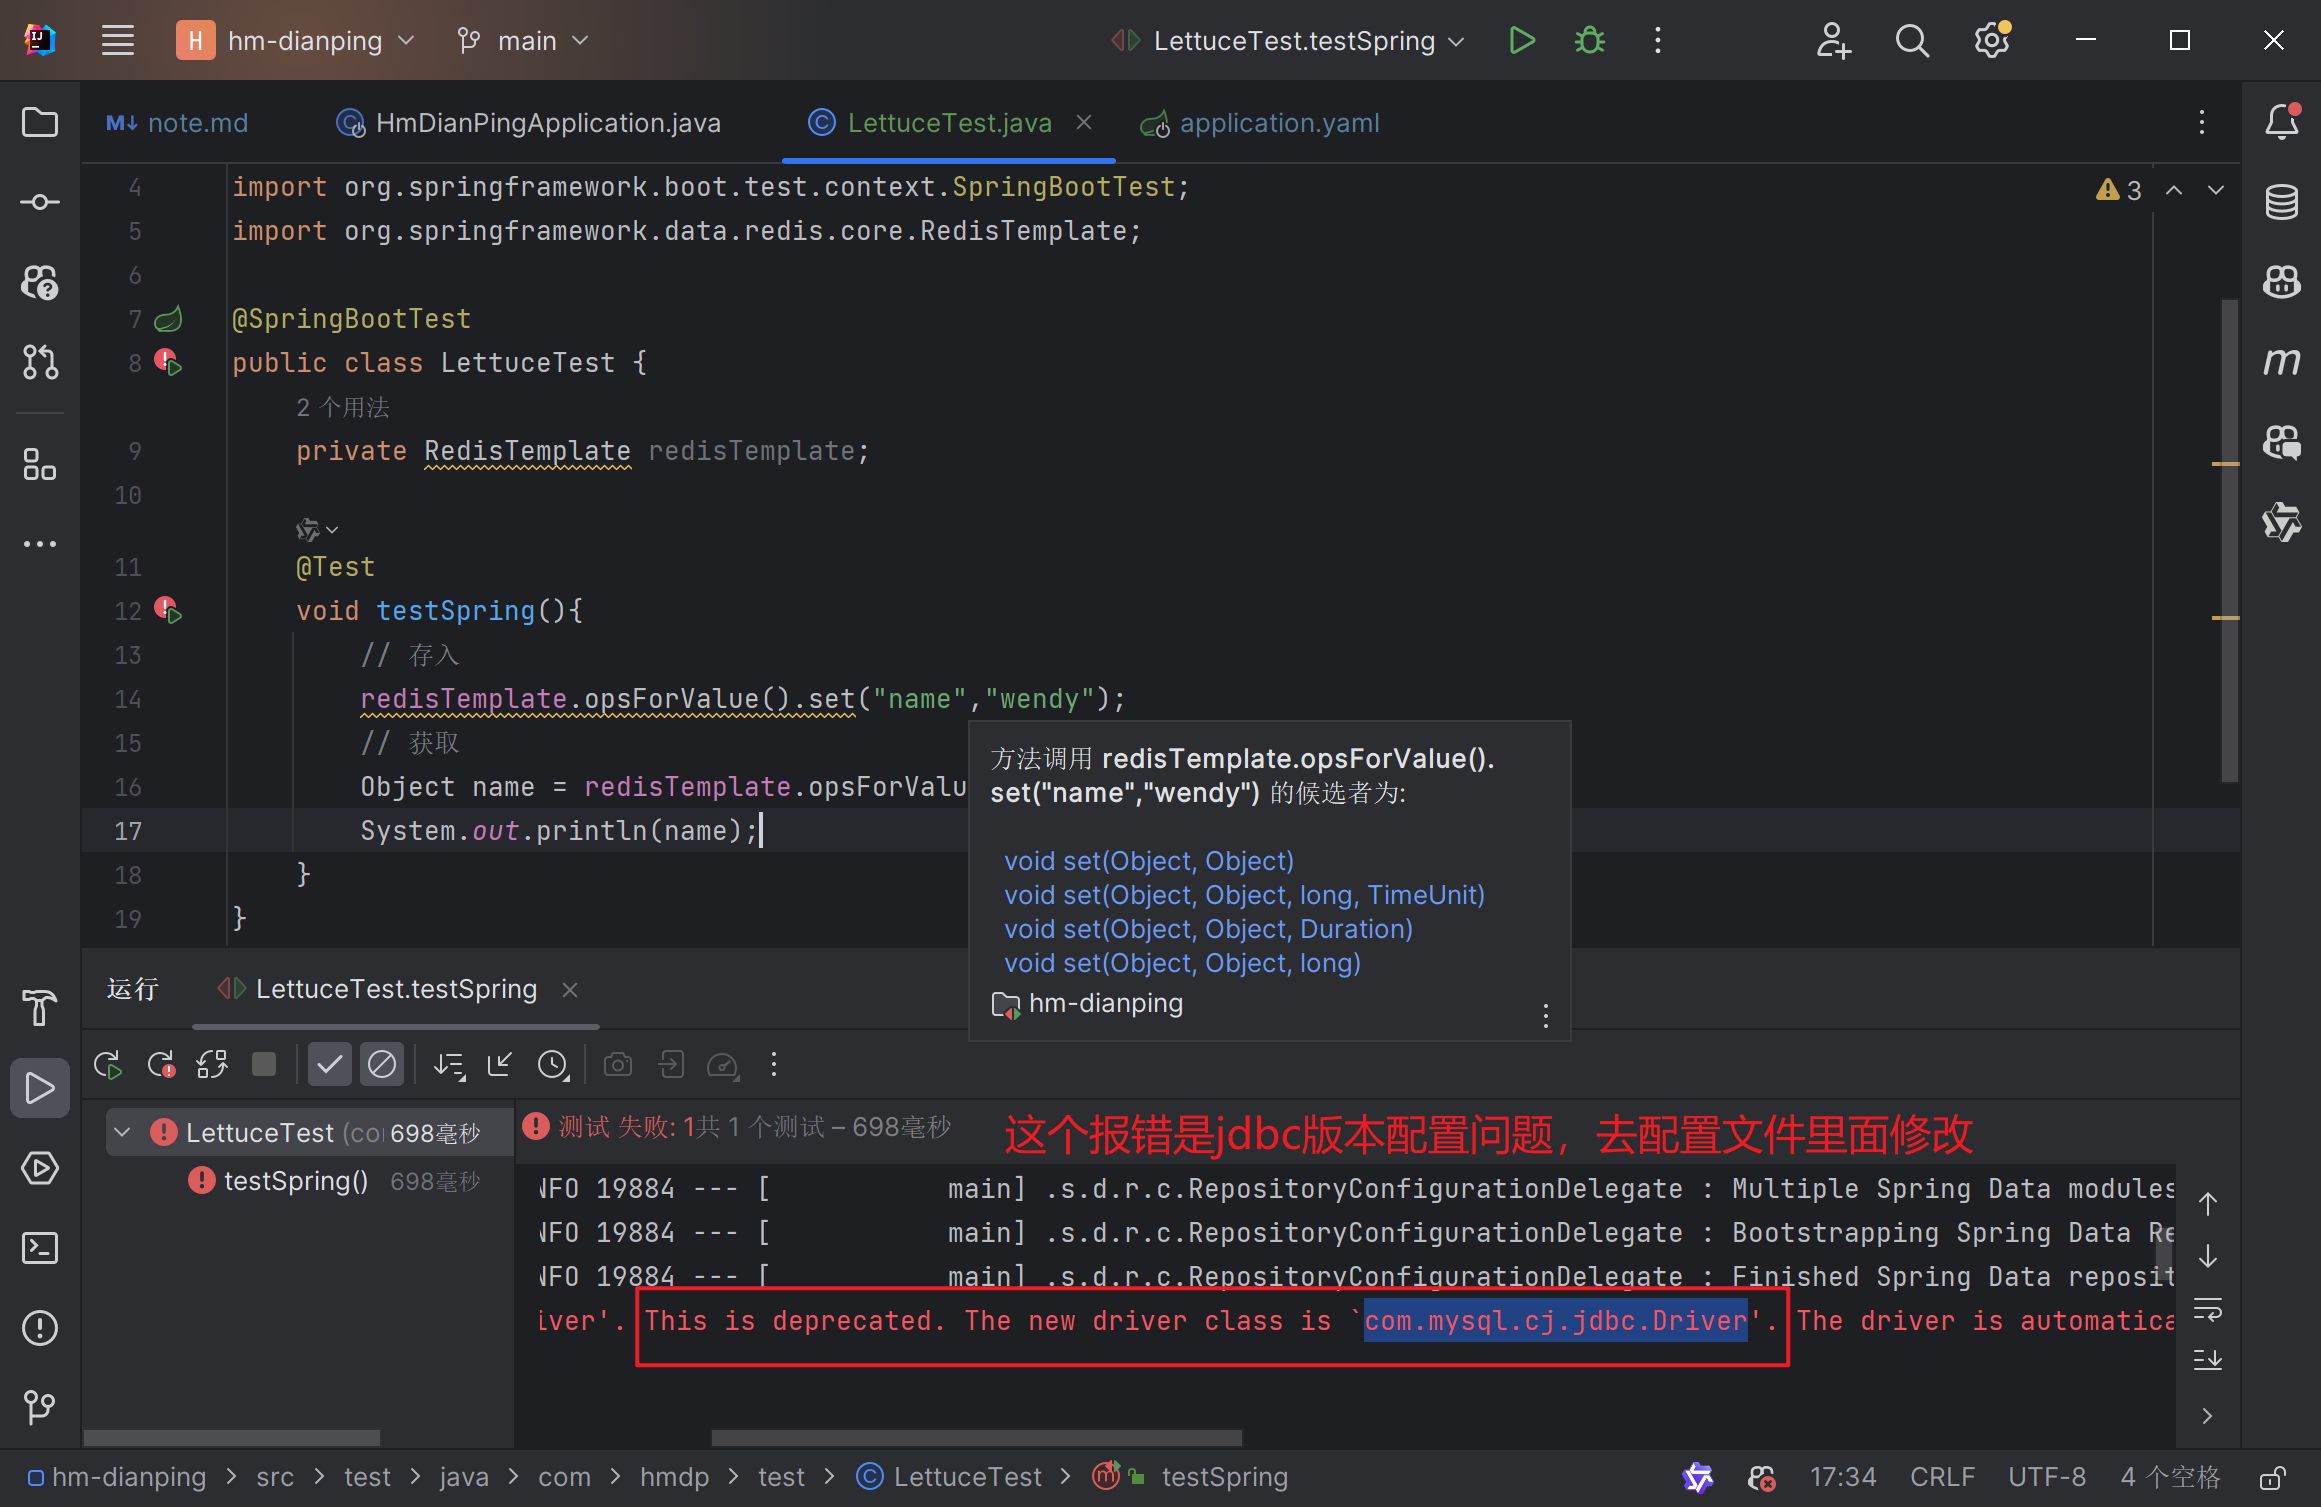 hm-dianping
main
LettuceTest.testSpring
note.md
HmDianPingApplication.java
LettuceTest.java
application.yaml
4 import org.springframework.boot.test.context.SpringBootTest;
5 import org.springframework.data.redis.core.RedisTemplate;
6
7 @SpringBootTest
8 public class LettuceTest {
2 个用法
9 private RedisTemplate redisTemplate;
10
11 @Test
12 void testSpring(){
13 // 存入
14 redisTemplate.opsForValue().set("name","wendy");
15 // 获取
16 Object name = redisTemplate.opsForValu
17 System.out.println(name);
18 }
19 }
3
方法调用 redisTemplate.opsForValue().
set("name","wendy") 的候选者为:
void set(Object, Object)
void set(Object, Object, long, TimeUnit)
void set(Object, Object, Duration)
void set(Object, Object, long)
hm-dianping
运行
LettuceTest.testSpring
LettuceTest (co 698毫秒
testSpring() 698毫秒
测试 失败: 1共 1 个测试 – 698毫秒
这个报错是jdbc版本配置问题，去配置文件里面修改
NFO 19884 --- [ main] .s.d.r.c.RepositoryConfigurationDelegate : Multiple Spring Data modules
NFO 19884 --- [ main] .s.d.r.c.RepositoryConfigurationDelegate : Bootstrapping Spring Data Re
NFO 19884 --- [ main] .s.d.r.c.RepositoryConfigurationDelegate : Finished Spring Data reposit
iver'. This is deprecated. The new driver class is `com.mysql.cj.jdbc.Driver'. The driver is automatica
hm-dianping > src > test > java > com > hmdp > test > LettuceTest > testSpring
17:34 CRLF UTF-8 4 个空格